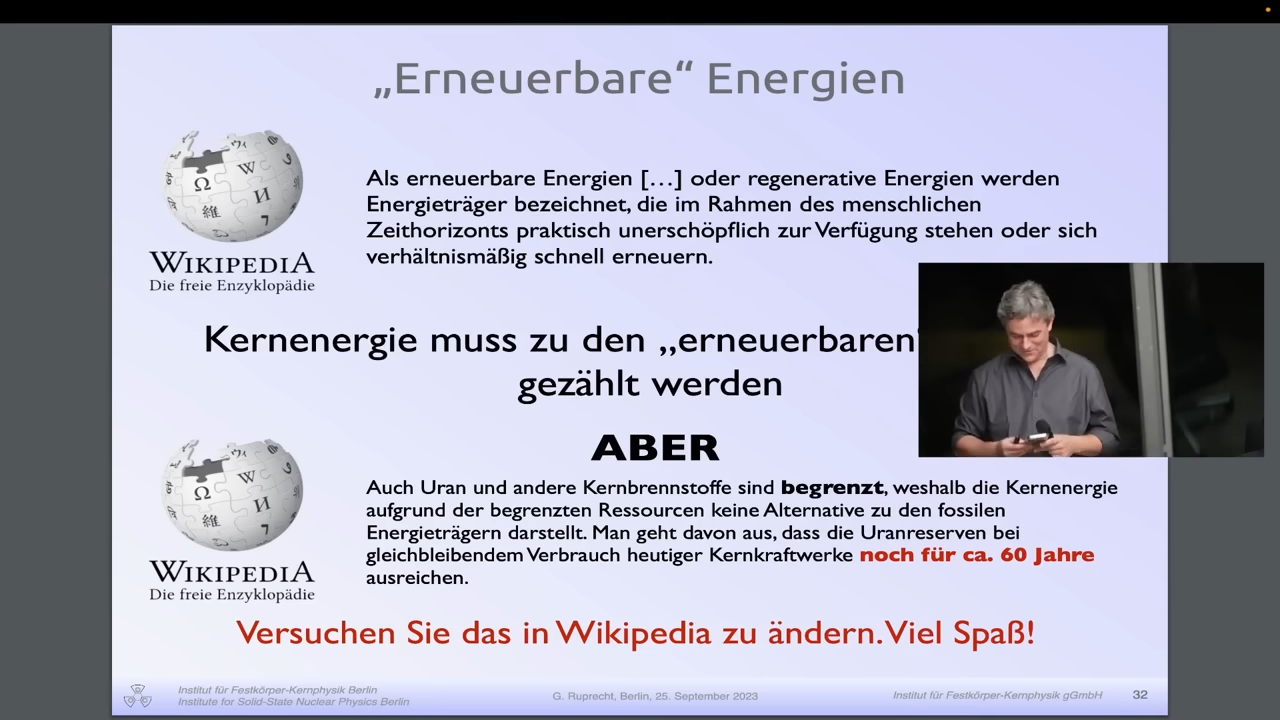 „Erneuerbare“ Energien
WIKIPEDIA
Die freie Enzyklopädie
Als erneuerbare Energien […] oder regenerative Energien werden
Energieträger bezeichnet, die im Rahmen des menschlichen
Zeithorizonts praktisch unerschöpflich zur Verfügung stehen oder sich
verhältnismäßig schnell erneuern.
Kernenergie muss zu den „erneuerbaren“
gezählt werden
ABER
WIKIPEDIA
Die freie Enzyklopädie
Auch Uran und andere Kernbrennstoffe sind begrenzt, weshalb die Kernenergie
aufgrund der begrenzten Ressourcen keine Alternative zu den fossilen
Energieträgern darstellt. Man geht davon aus, dass die Uranreserven bei
gleichbleibendem Verbrauch heutiger Kernkraftwerke noch für ca. 60 Jahre
ausreichen.
Versuchen Sie das in Wikipedia zu ändern. Viel Spaß!
Institut für Festkörper-Kernphysik Berlin
Institute for Solid-State Nuclear Physics Berlin
G. Ruprecht, Berlin, 25. September 2023
Institut für Festkörper-Kernphysik gGmbH
32